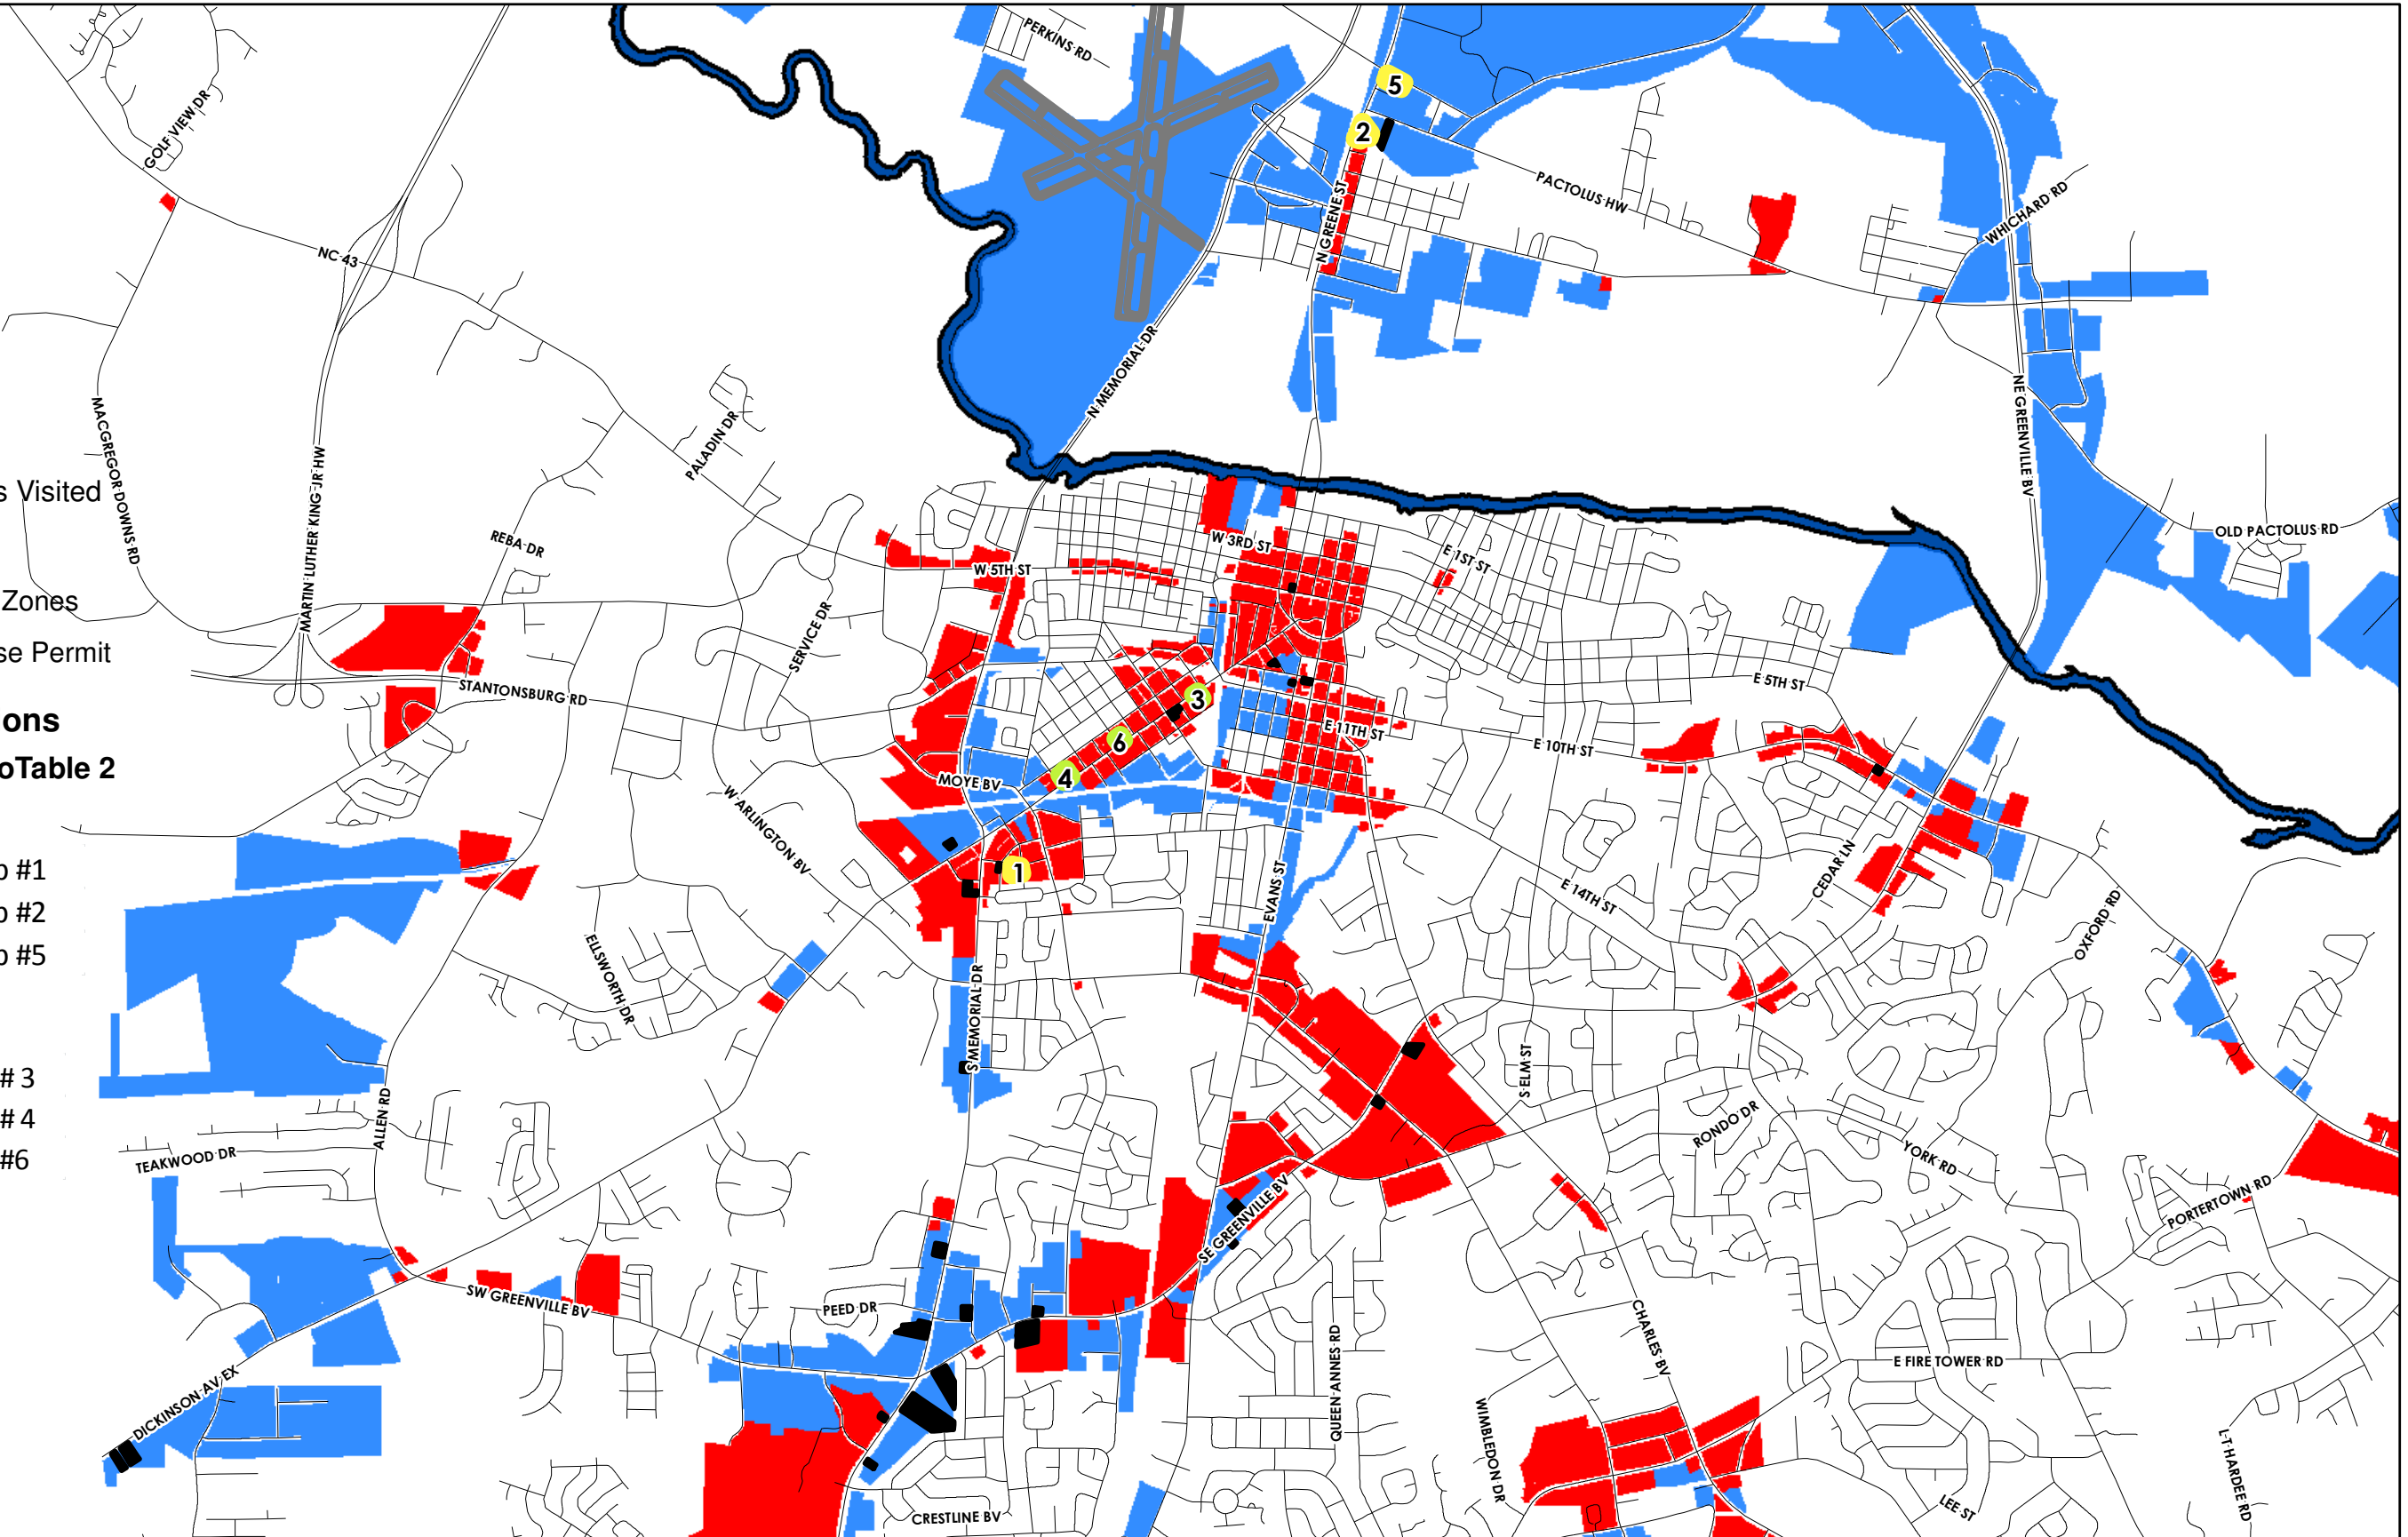 s Visited
Zones
se Permit
ons
oTable 2
o #1
o #2
o #5
# 3
# 4
#6
PERKINS RD
GOLF VIEW DR
NC 43
MACGREGOR DOWNS RD
MARTIN LUTHER KING JR HW
REBA DR
PALADIN DR
SERVICE DR
STANTONSBURG RD
N MEMORIAL DR
N GREENE ST
5
2
PACTOLUS HW
WHICHARD RD
NE GREENVILLE BV
OLD PACTOLUS RD
W 3RD ST
E 1ST ST
W 5TH ST
E 5TH ST
3
6
4
1
E 11TH ST
E 10TH ST
MOYE BV
W ARLINGTON BV
EVANS ST
E 14TH ST
CEDAR LN
OXFORD RD
ELLSWORTH DR
S MEMORIAL DR
S ELM ST
ALLEN RD
TEAKWOOD DR
RONDO DR
YORK RD
PORTERTOWN RD
SE GREENVILLE BV
SW GREENVILLE BV
PEED DR
DICKINSON AV EX
QUEEN ANNES RD
CHARLES BV
E FIRE TOWER RD
WIMBLEDON DR
L T HARDEE RD
LEE ST
CRESTLINE BV